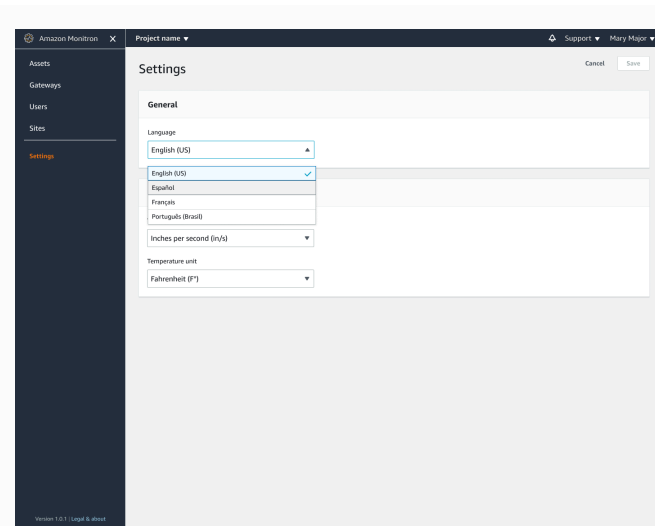 Amazon Monitron X
Project name
Support Mary Major
Assets
Gateways
Users
Sites
Settings
Settings
Cancel Save
General
Language
English (US)
English (US)
Español
Français
Português (Brasil)
Inches per second (in/s)
Temperature unit
Fahrenheit (F°)
Version 1.0.1 | Legal & about